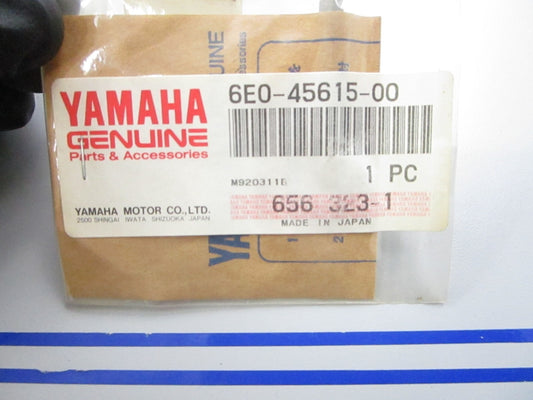 YAMAHA
GENUINE
Parts & Accessories
6E0-45615-00
M920311E
1 PC
656 323-1
YAMAHA MOTOR CO.,LTD.
2500 SHINGAI IWATA SHIZUOKA JAPAN
MADE IN JAPAN